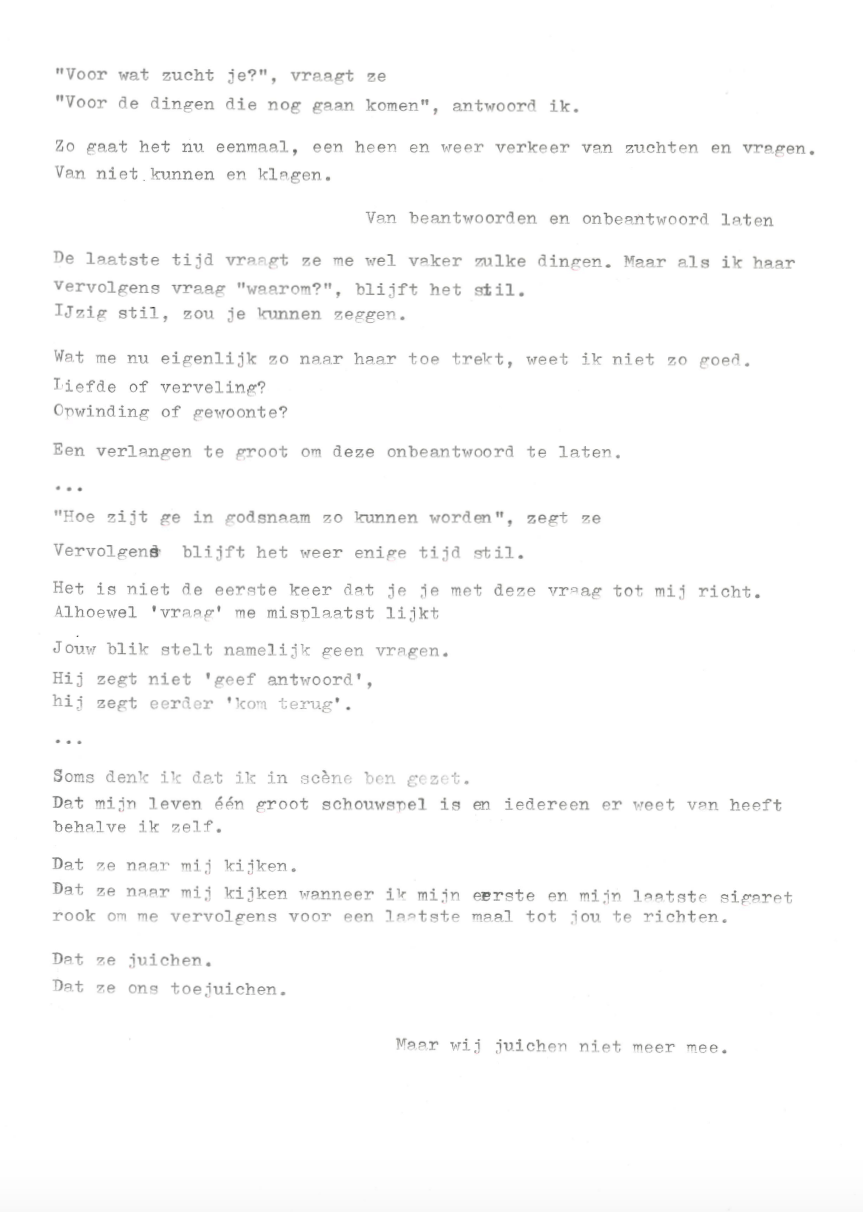 "Voor wat zucht je?", vraagt ze
"Voor de dingen die nog gaan komen", antwoord ik.
Zo gaat het nu eenmaal, een heen en weer verkeer van zuchten en vragen.
Van niet kunnen en klagen.
Van beantwoorden en onbeantwoord laten
De laatste tijd vraagt ze me wel vaker zulke dingen. Maar als ik haar
vervolgens vraag "waarom?", blijft het stil.
IJzig stil, zou je kunnen zeggen.
Wat me nu eigenlijk zo naar haar toe trekt, weet ik niet zo goed.
Liefde of verveling?
Opwinding of gewoonte?
Een verlangen te groot om deze onbeantwoord te laten.
...
"Hoe zijt ge in godsnaam zo kunnen worden", zegt ze
Vervolgens blijft het weer enige tijd stil.
Het is niet de eerste keer dat je je met deze vraag tot mij richt.
Alhoewel 'vraag' me misplaatst lijkt
Jouw blik stelt namelijk geen vragen.
Hij zegt niet 'geef antwoord',
hij zegt eerder 'kom terug'.
...
Soms denk ik dat ik in scène ben gezet.
Dat mijn leven één groot schouwspel is en iedereen er weet van heeft
behalve ik zelf.
Dat ze naar mij kijken.
Dat ze naar mij kijken wanneer ik mijn eerste en mijn laatste sigaret
rook om me vervolgens voor een laatste maal tot jou te richten.
Dat ze juichen.
Dat ze ons toejuichen.
Maar wij juichen niet meer mee.